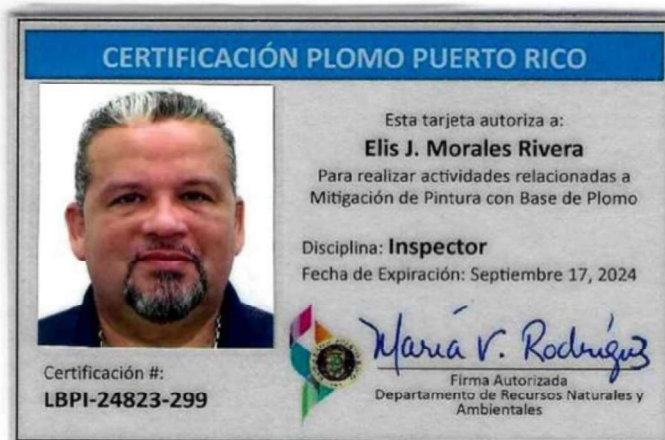 CERTIFICACIÓN PLOMO PUERTO RICO
Esta tarjeta autoriza a:
Elis J. Morales Rivera
Para realizar actividades relacionadas a
Mitigación de Pintura con Base de Plomo
Disciplina: Inspector
Fecha de Expiración: Septiembre 17, 2024
María V. Rodríguez
Firma Autorizada
Departamento de Recursos Naturales y
Ambientales
Certificación #:
LBPI-24823-299